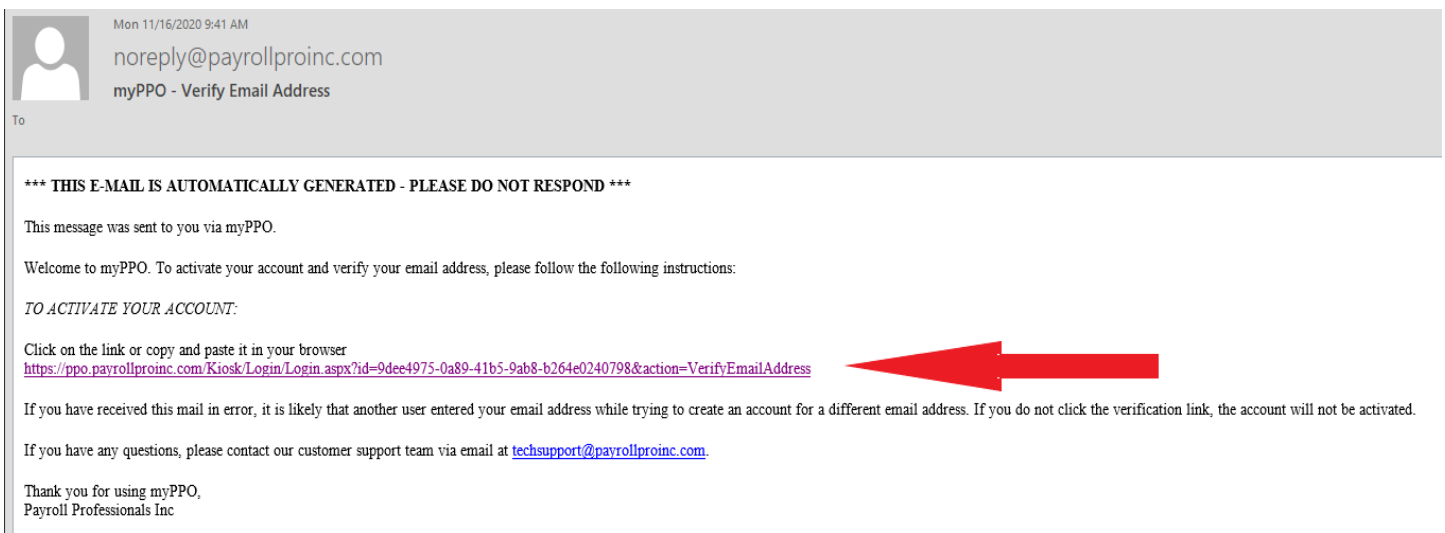 Mon 11/16/2020 9:41 AM
noreply@payrollproinc.com
myPPO - Verify Email Address
To
*** THIS E-MAIL IS AUTOMATICALLY GENERATED - PLEASE DO NOT RESPOND ***
This message was sent to you via myPPO.
Welcome to myPPO. To activate your account and verify your email address, please follow the following instructions:
TO ACTIVATE YOUR ACCOUNT:
Click on the link or copy and paste it in your browser
https://ppo.payrollproinc.com/Kiosk/Login/Login.aspx?id=9dee4975-0a89-41b5-9ab8-b264e0240798&action=VerifyEmailAddress
If you have received this mail in error, it is likely that another user entered your email address while trying to create an account for a different email address. If you do not click the verification link, the account will not be activated.
If you have any questions, please contact our customer support team via email at techsupport@payrollproinc.com.
Thank you for using myPPO,
Payroll Professionals Inc